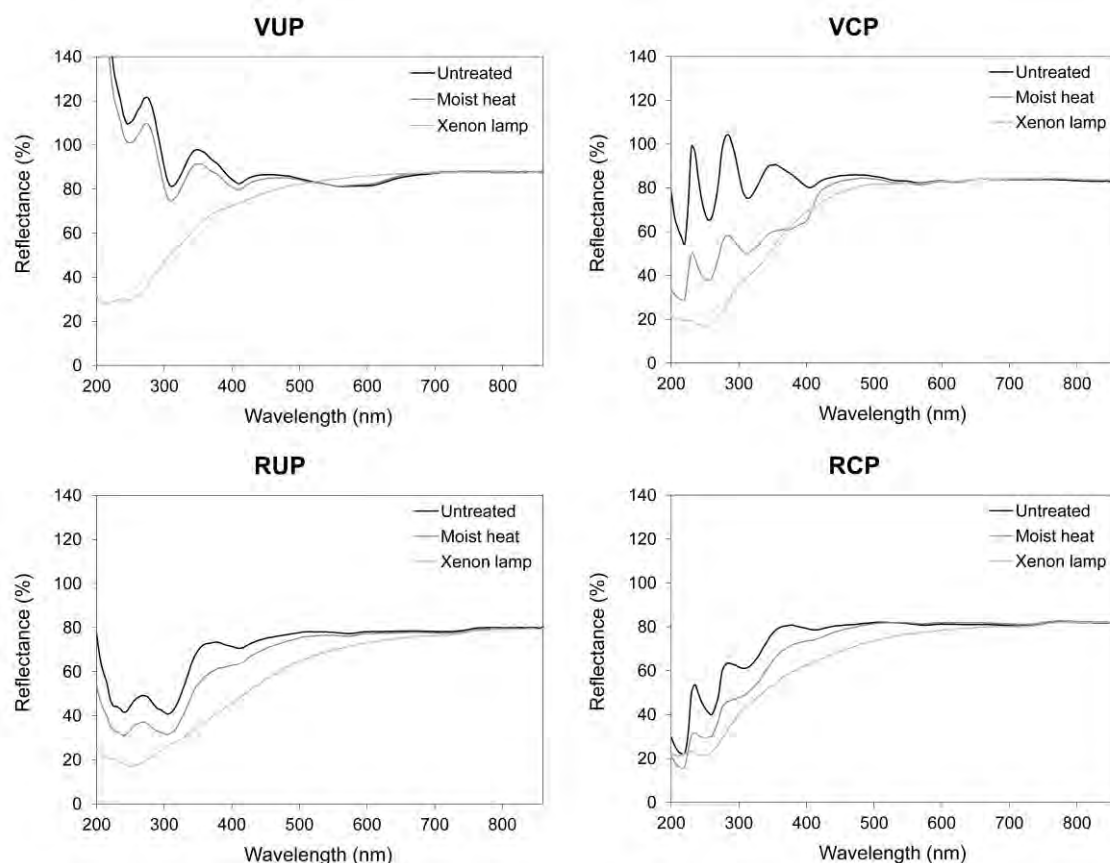 VUP
140
120
100
80
60
40
20
0
Reflectance (%)
Untreated
Moist heat
Xenon lamp
200 300 400 500 600 700 800
Wavelength (nm)
VCP
140
120
100
80
60
40
20
0
Reflectance (%)
Untreated
Moist heat
Xenon lamp
200 300 400 500 600 700 800
Wavelength (nm)
RUP
140
120
100
80
60
40
20
0
Reflectance (%)
Untreated
Moist heat
Xenon lamp
200 300 400 500 600 700 800
Wavelength (nm)
RCP
140
120
100
80
60
40
20
0
Reflectance (%)
Untreated
Moist heat
Xenon lamp
200 300 400 500 600 700 800
Wavelength (nm)